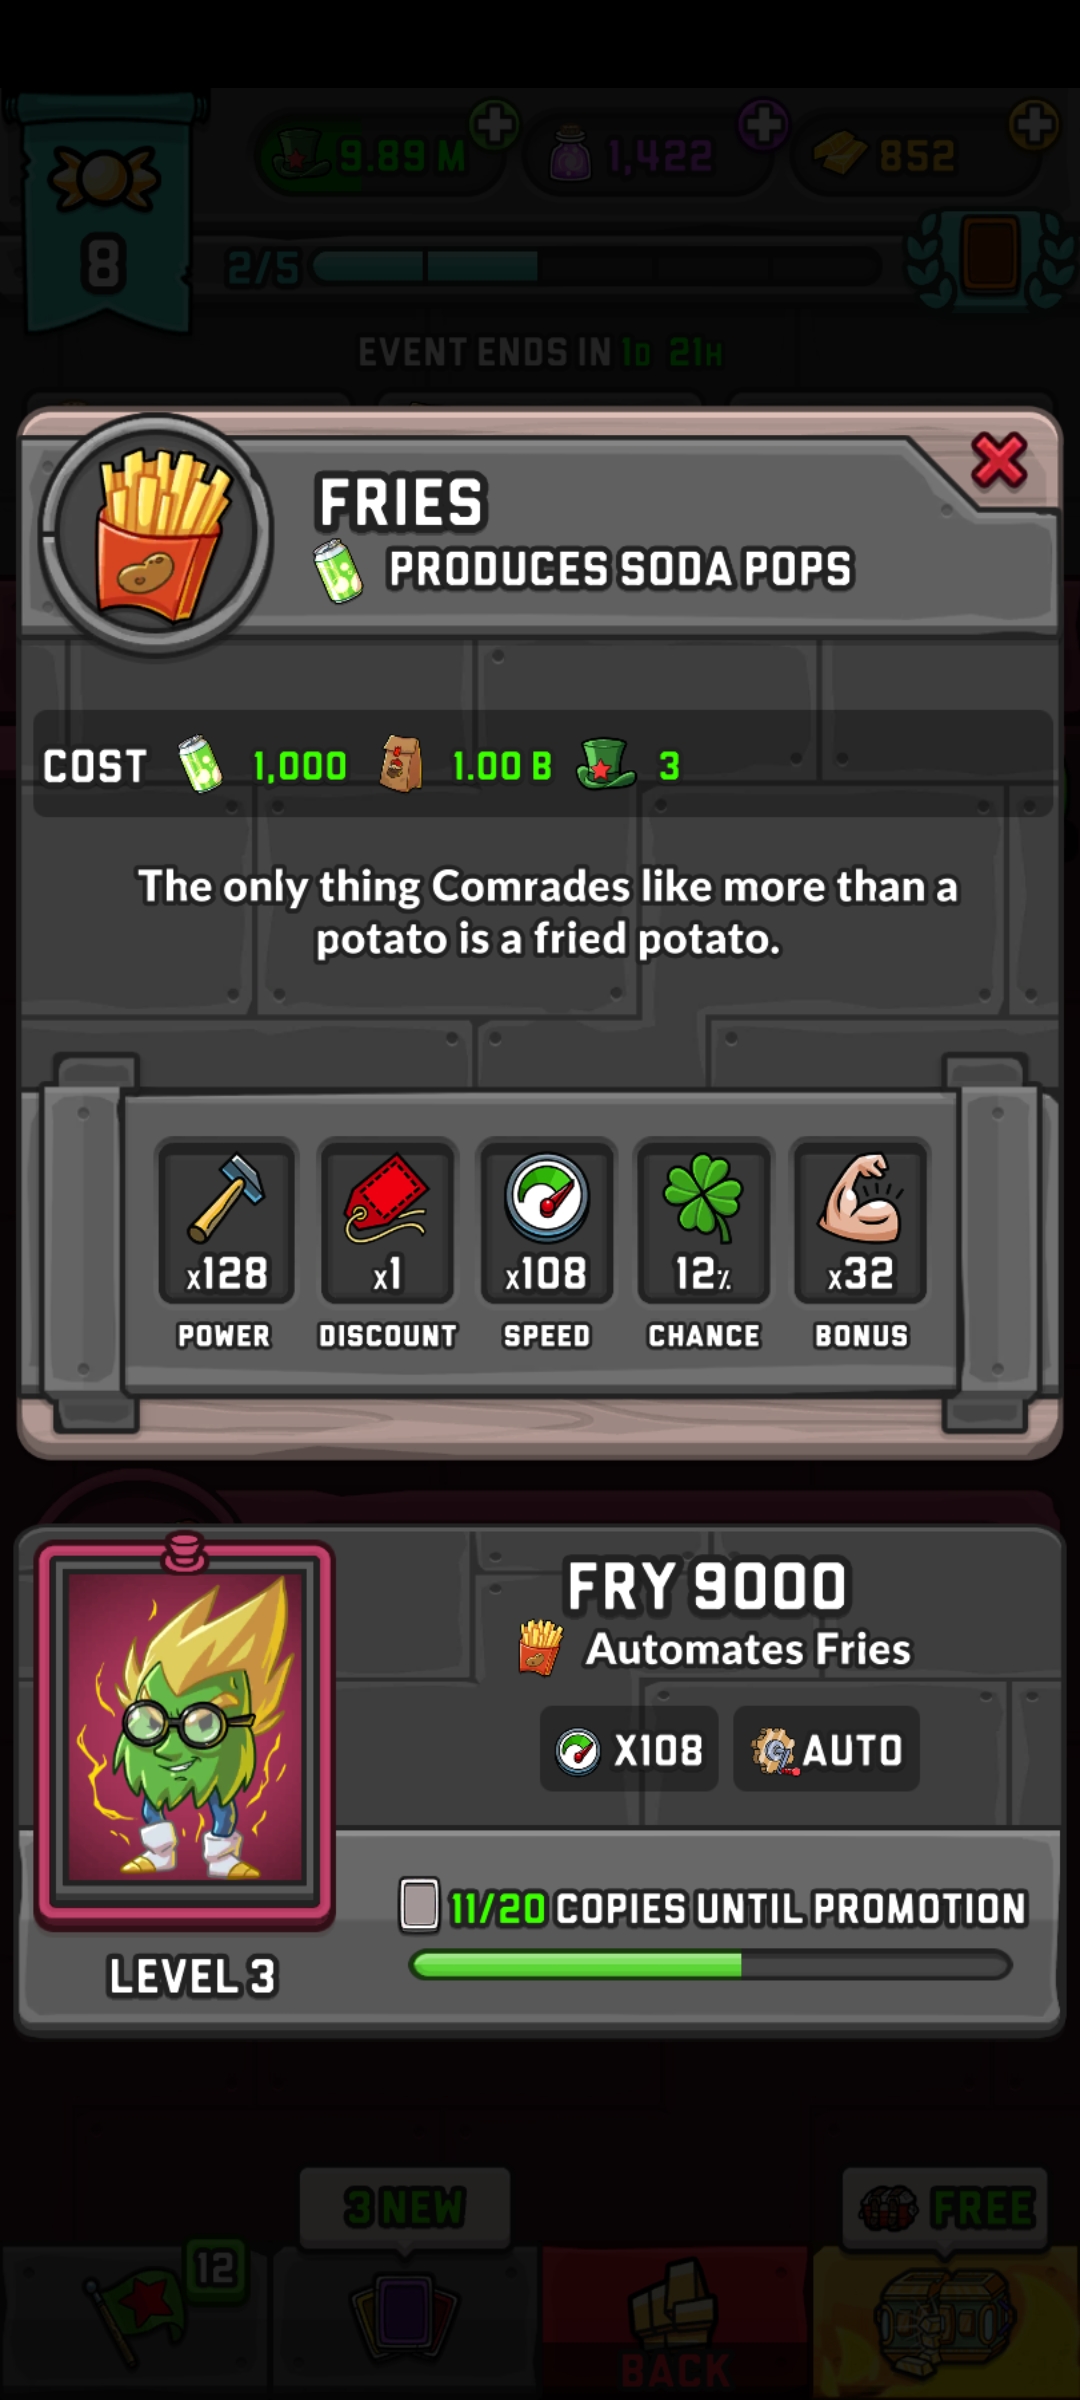 9.89 M
1,422
852
8
2/5
EVENT ENDS IN 1D 21H
FRIES
PRODUCES SODA POPS
COST 1,000 1.00 B 3
The only thing Comrades like more than a
potato is a fried potato.
x128 x1 x108 12% x32
POWER DISCOUNT SPEED CHANCE BONUS
FRY 9000
Automates Fries
X108 AUTO
11/20 COPIES UNTIL PROMOTION
LEVEL 3
3 NEW
FREE
12
BACK